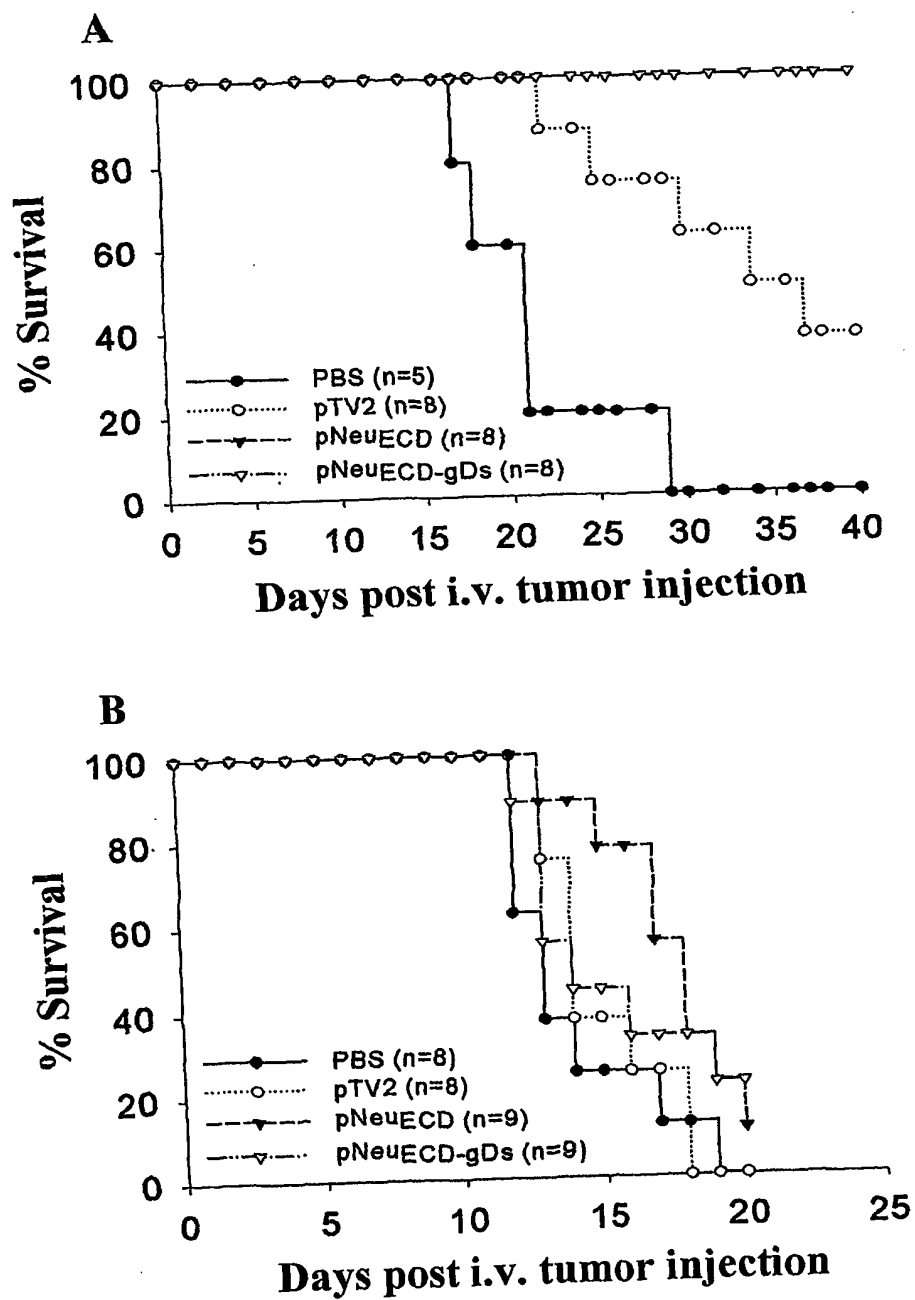 A
100
80
60
40
20
0
% Survival
PBS (n=5)
pTV2 (n=8)
pNeuECD (n=8)
pNeuECD-gDs (n=8)
0 5 10 15 20 25 30 35 40
Days post i.v. tumor injection
B
100
80
60
40
20
0
% Survival
PBS (n=8)
pTV2 (n=8)
pNeuECD (n=9)
pNeuECD-gDs (n=9)
0 5 10 15 20 25
Days post i.v. tumor injection